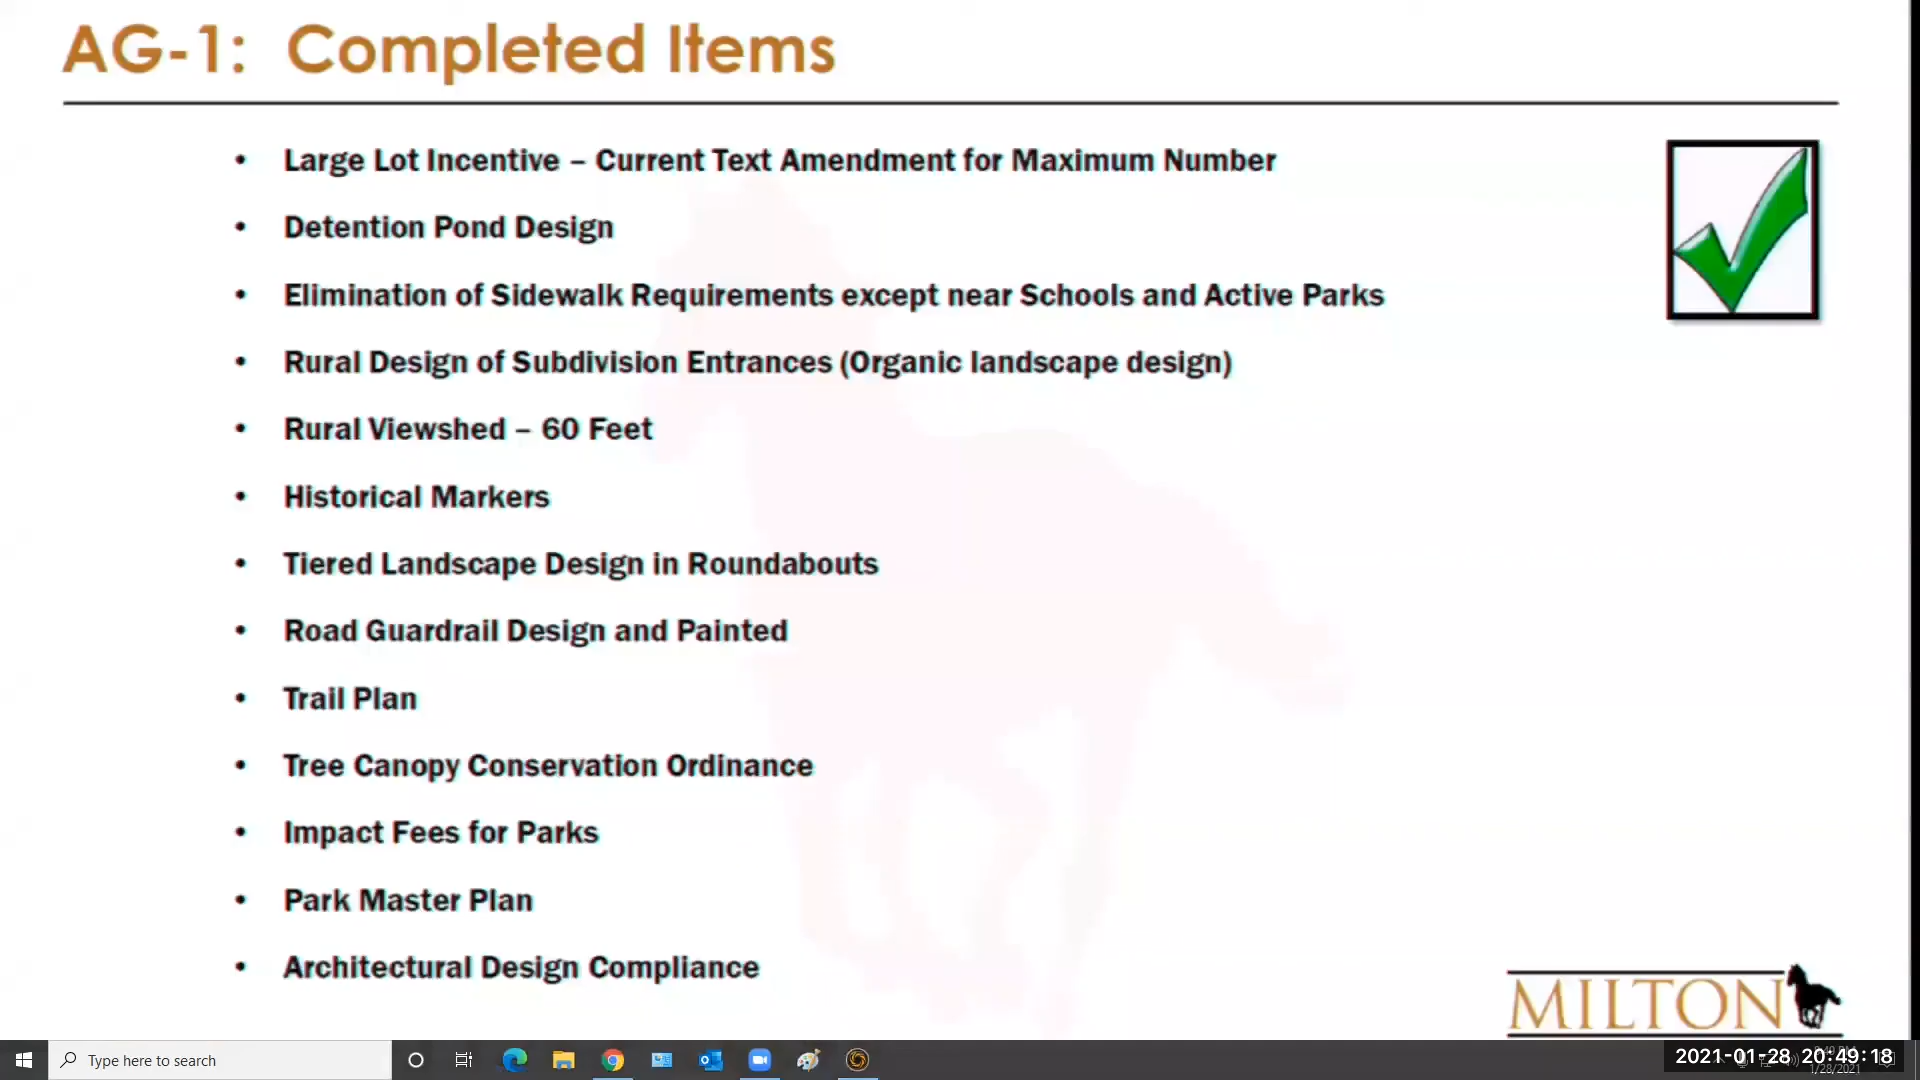 AG-1: Completed Items
• Large Lot Incentive – Current Text Amendment for Maximum Number
• Detention Pond Design
• Elimination of Sidewalk Requirements except near Schools and Active Parks
• Rural Design of Subdivision Entrances (Organic landscape design)
• Rural Viewshed – 60 Feet
• Historical Markers
• Tiered Landscape Design in Roundabouts
• Road Guardrail Design and Painted
• Trail Plan
• Tree Canopy Conservation Ordinance
• Impact Fees for Parks
• Park Master Plan
• Architectural Design Compliance
MILTON
Type here to search
2021-01-28 20:49:18
1/28/2021